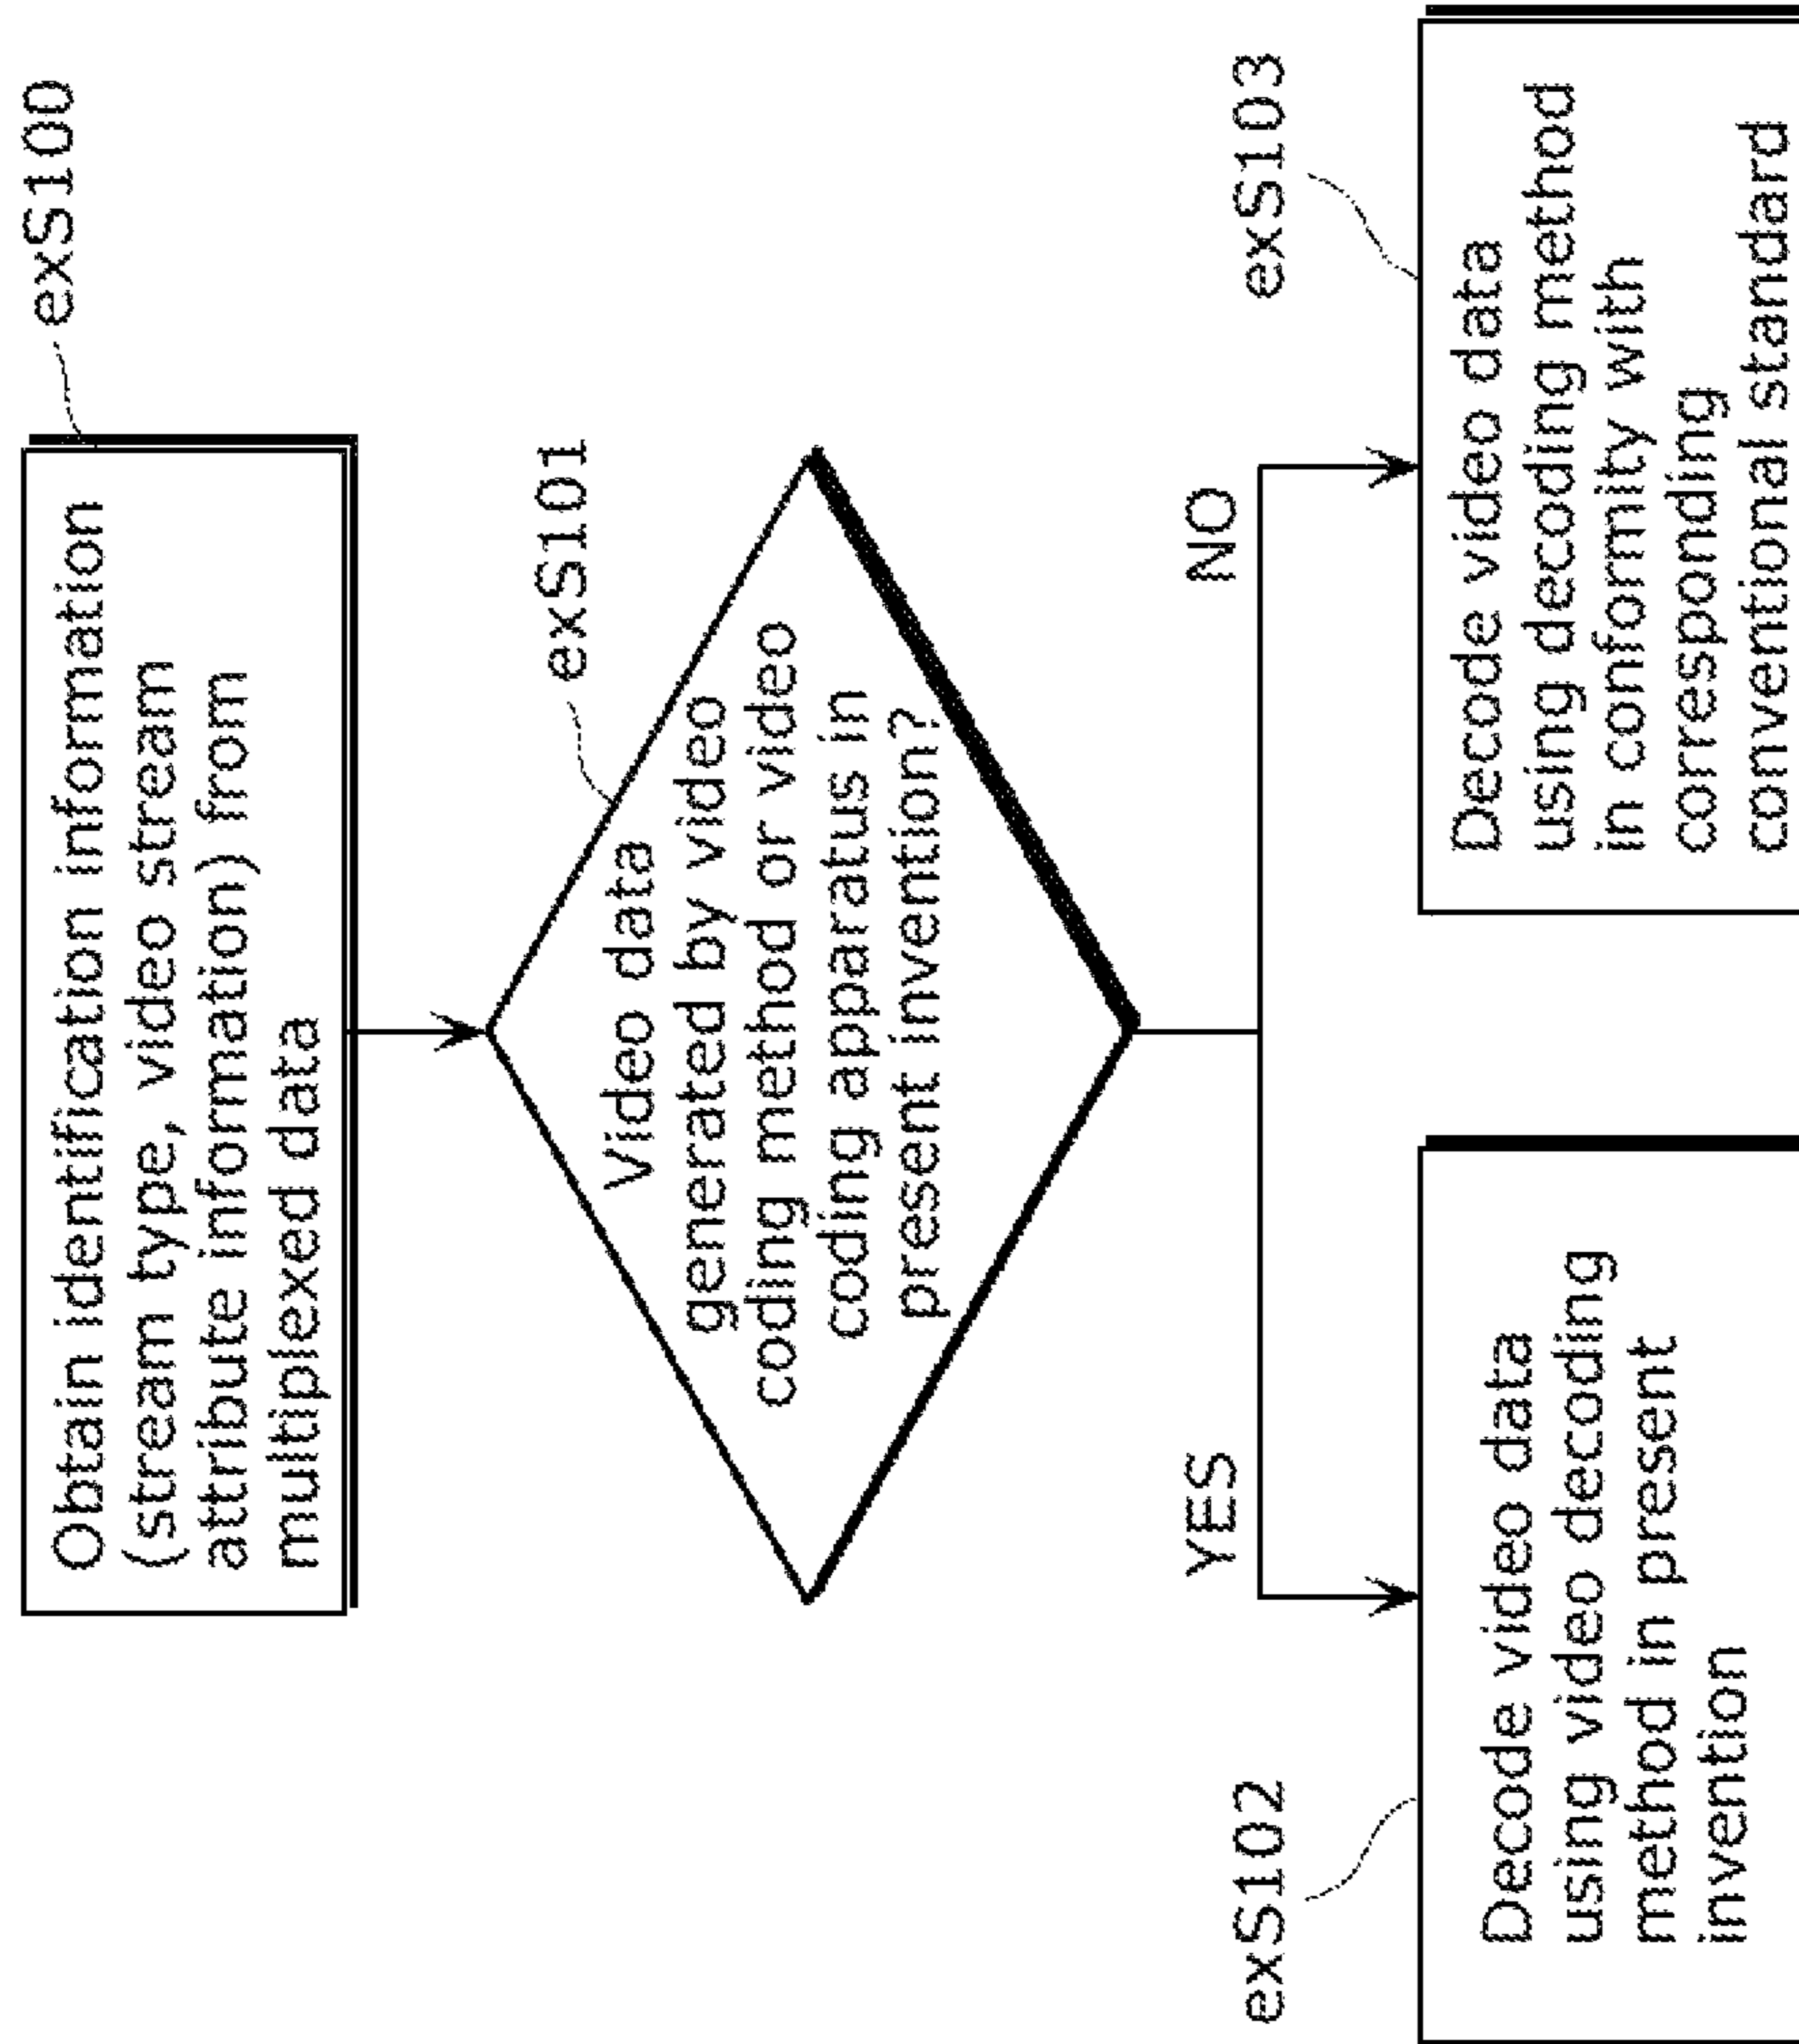 exS100
Obtain identification information
(stream type, video stream
attribute information) from
multiplexed data
exS101
Video data
generated by video
coding method or video
coding apparatus in
present invention?
YES
NO
exS102
Decode video data
using video decoding
method in present
invention
exS103
Decode video data
using decoding method
in conformity with
corresponding
conventional standard